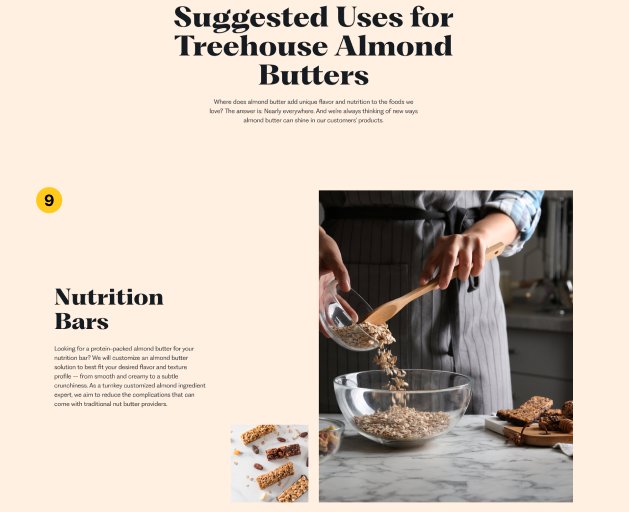 Suggested Uses for
Treehouse Almond
Butters
Where does almond butter add unique flavor and nutrition to the foods we
love? The answer is: Nearly everywhere. And we're always thinking of new ways
almond butter can shine in our customers' products.
9
Nutrition
Bars
Looking for a protein-packed almond butter for your
nutrition bar? We will customize an almond butter
solution to best fit your desired flavor and texture
profile — from smooth and creamy to a subtle
crunchiness. As a turnkey customized almond ingredient
expert, we aim to reduce the complications that can
come with traditional nut butter providers.